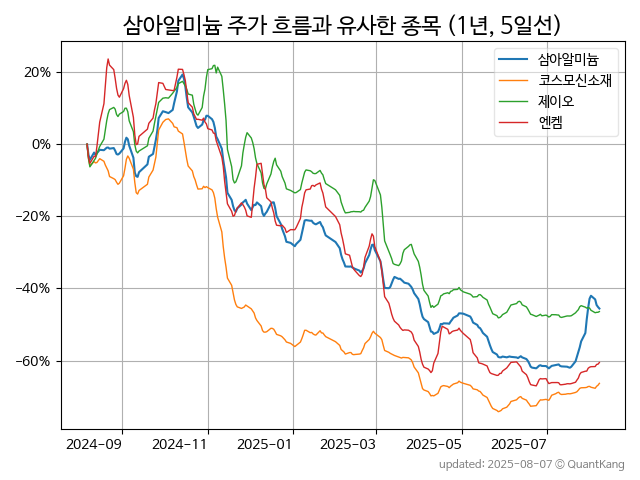 삼아알미늄 주가 흐름과 유사한 종목 (1년, 5일선)
삼아알미늄
코스모신소재
제이오
엔켐
20%
0%
−20%
−40%
−60%
2024-09
2024-11
2025-01
2025-03
2025-05
2025-07
updated: 2025-08-07 © QuantKang